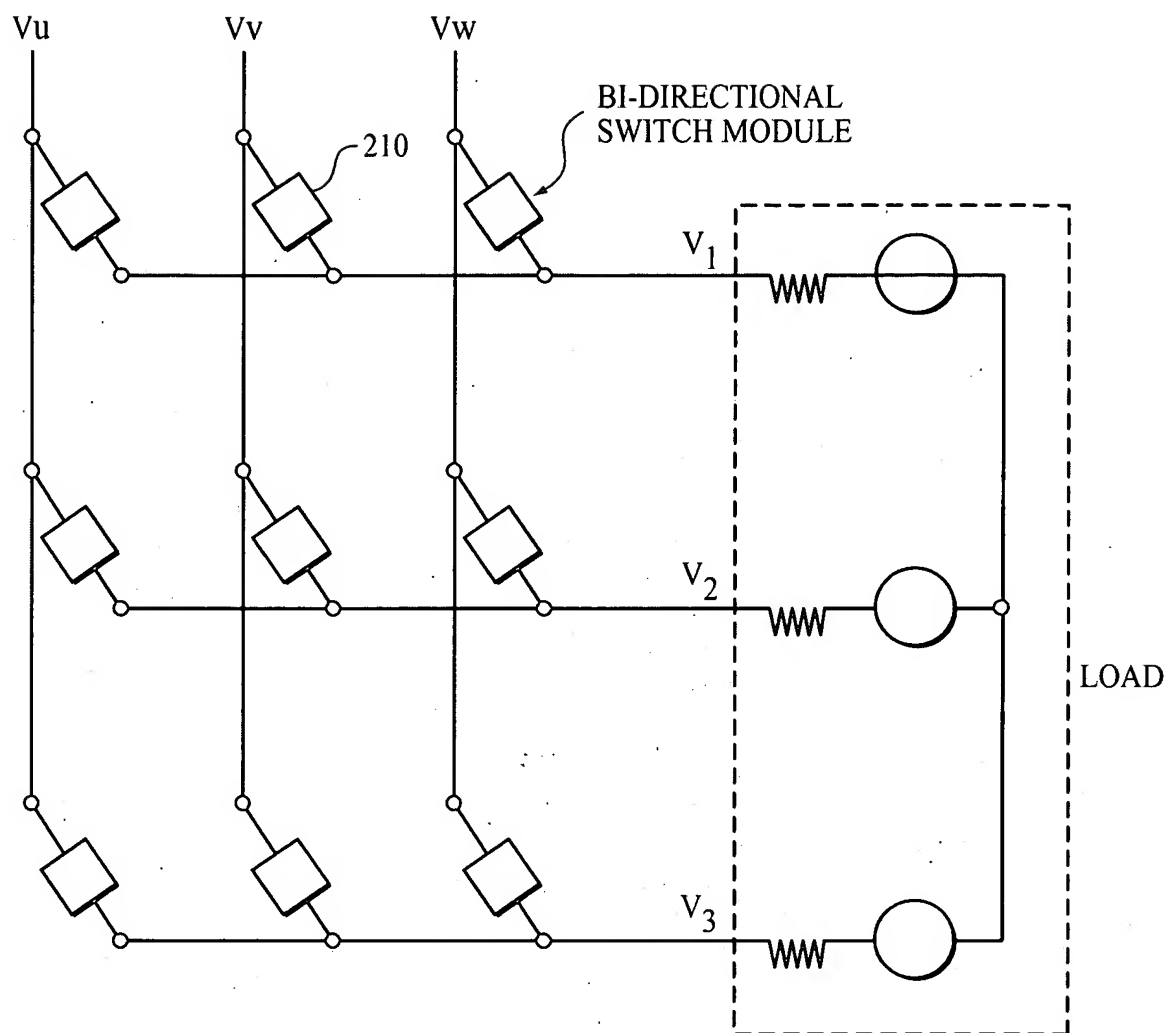 Vu Vv Vw
BI-DIRECTIONAL
SWITCH MODULE
210
V1
V2
LOAD
V3